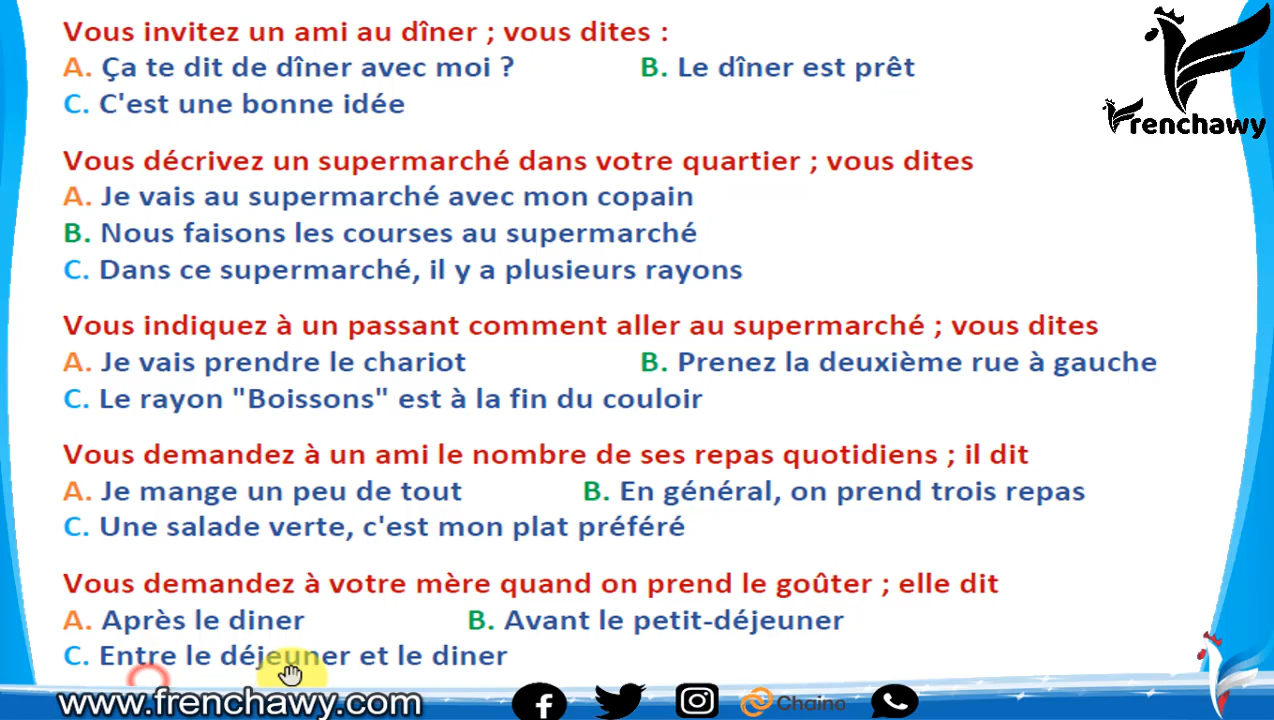 Vous invitez un ami au dîner ; vous dites :
A. Ça te dit de dîner avec moi ? B. Le dîner est prêt
C. C'est une bonne idée
Frenchawy
Vous décrivez un supermarché dans votre quartier ; vous dites
A. Je vais au supermarché avec mon copain
B. Nous faisons les courses au supermarché
C. Dans ce supermarché, il y a plusieurs rayons
Vous indiquez à un passant comment aller au supermarché ; vous dites
A. Je vais prendre le chariot B. Prenez la deuxième rue à gauche
C. Le rayon "Boissons" est à la fin du couloir
Vous demandez à un ami le nombre de ses repas quotidiens ; il dit
A. Je mange un peu de tout B. En général, on prend trois repas
C. Une salade verte, c'est mon plat préféré
Vous demandez à votre mère quand on prend le goûter ; elle dit
A. Après le diner B. Avant le petit-déjeuner
C. Entre le déjeuner et le diner
www.frenchawy.com Chaino